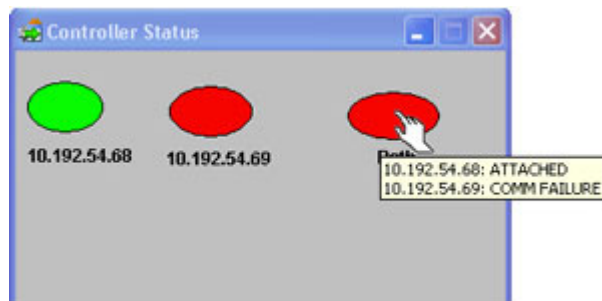 Controller Status
10.192.54.68
10.192.54.69
10.192.54.68: ATTACHED
10.192.54.69: COMM FAILURE